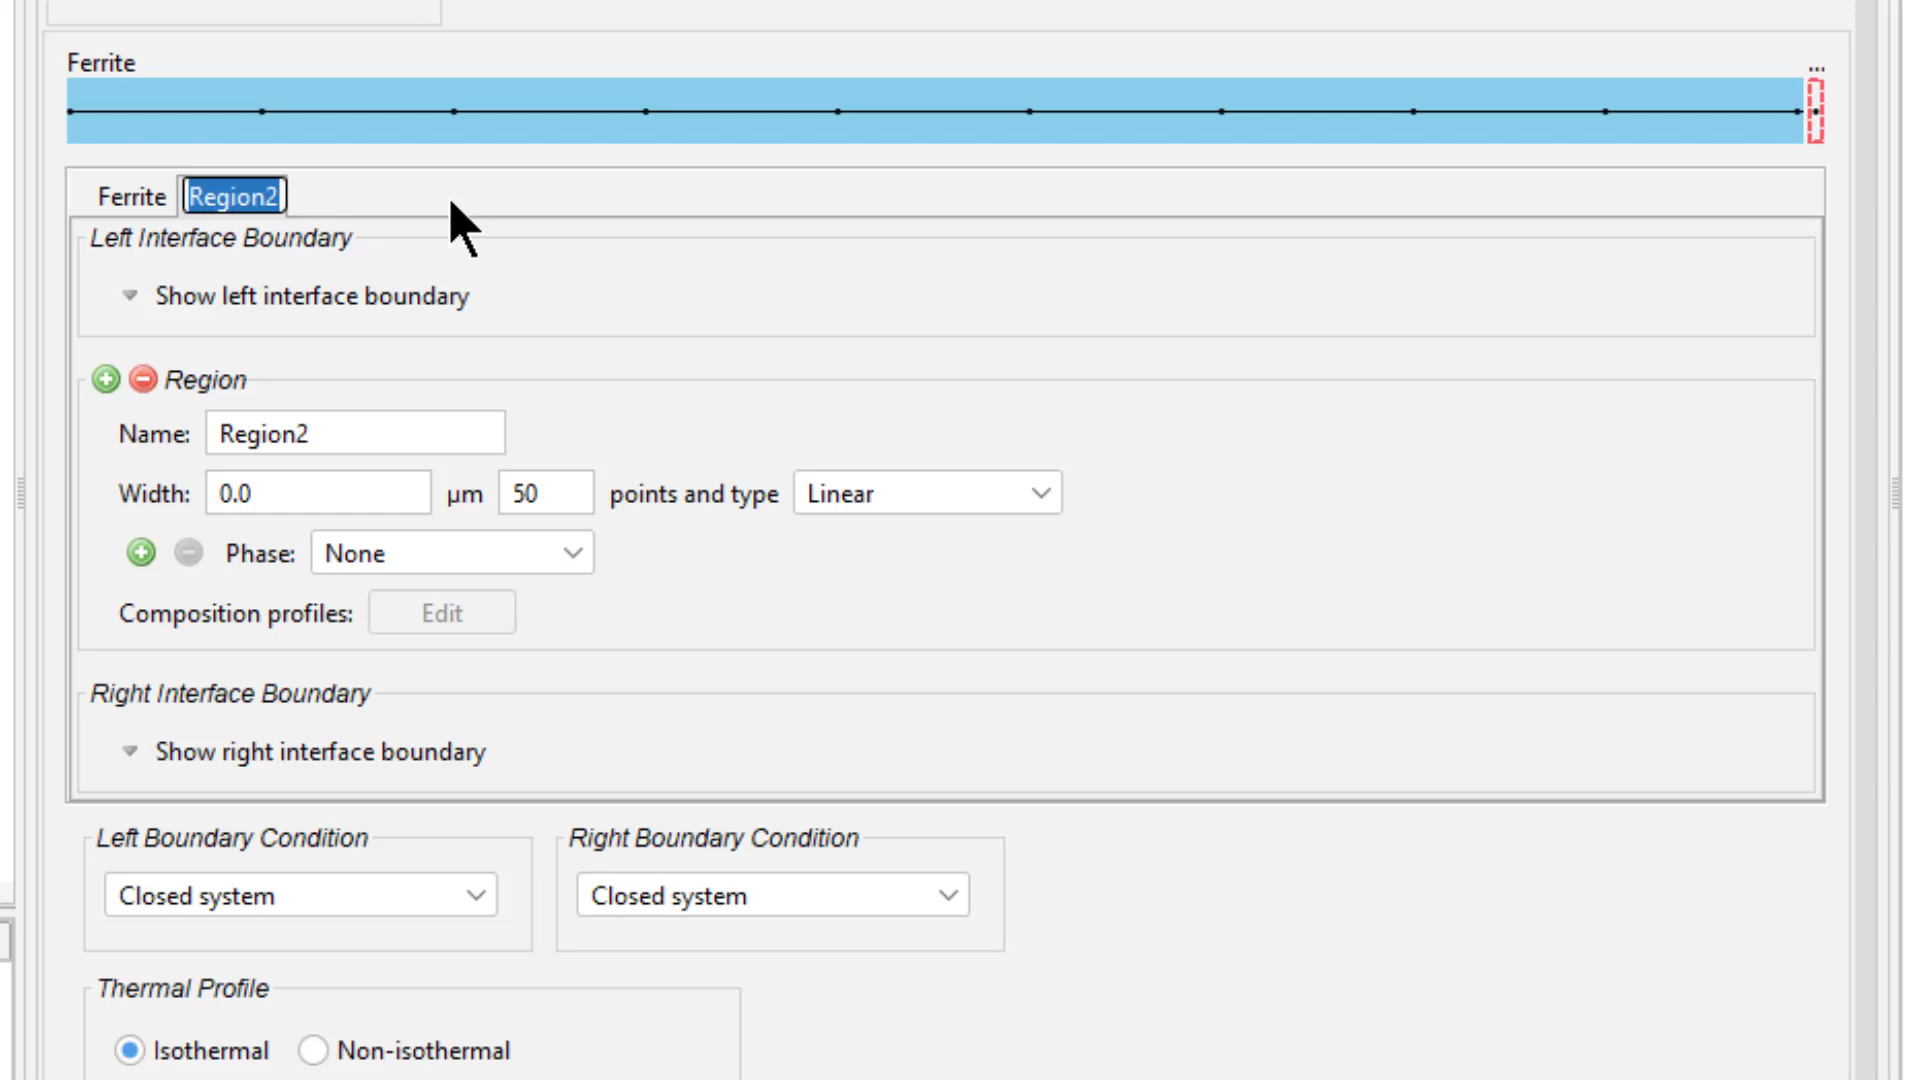 Ferrite
...
Ferrite Region2
Left Interface Boundary
Show left interface boundary
Region
Name: Region2
Width: 0.0 µm 50 points and type Linear
Phase: None
Composition profiles: Edit
Right Interface Boundary
Show right interface boundary
Left Boundary Condition Right Boundary Condition
Closed system Closed system
Thermal Profile
Isothermal Non-isothermal